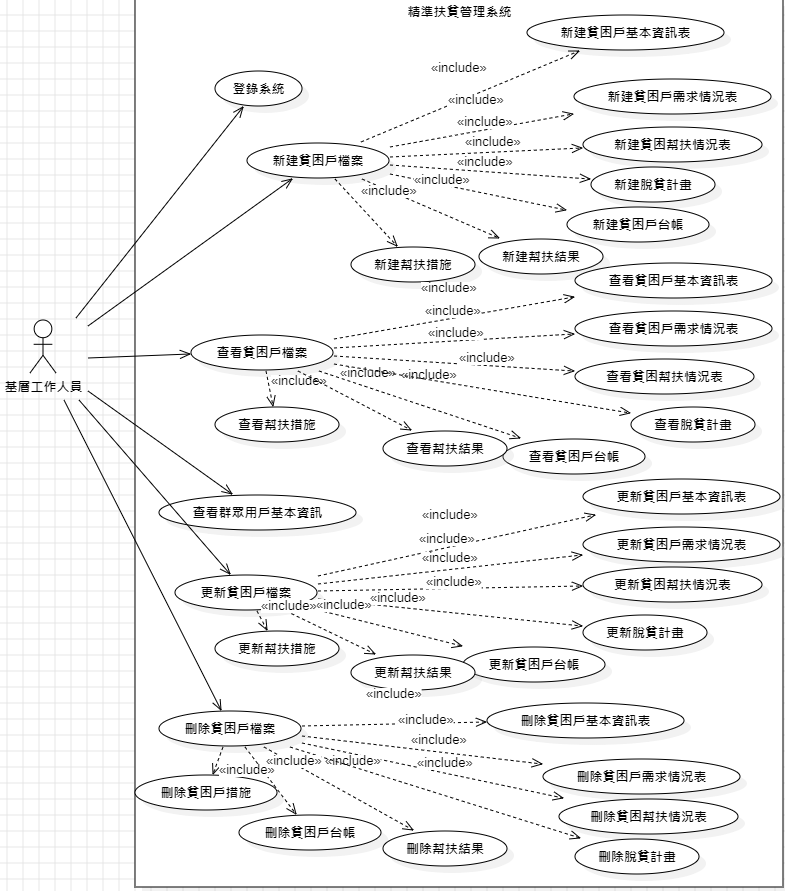 精準扶貧管理系統
新建貧困戶基本資訊表
«include»
登錄系統
新建貧困戶需求情況表
«include»
«include»
«include»
新建貧困幫扶情況表
新建貧困戶檔案
«include»
«include»
新建脫貧計畫
«include»
新建貧困戶台帳
新建幫扶措施
新建幫扶結果
查看貧困戶基本資訊表
«include»
«include»
查看貧困戶需求情況表
«include»
查看貧困戶檔案
«include»
查看貧困幫扶情況表
«include»
«include»
«include»
基層工作人員
查看幫扶措施
查看脫貧計畫
查看幫扶結果
查看貧困戶台帳
更新貧困戶基本資訊表
查看群眾用戶基本資訊
«include»
«include»
更新貧困戶需求情況表
«include»
«include»
更新貧困幫扶情況表
更新貧困戶檔案
«include»
«include»
«include»
更新脫貧計畫
更新幫扶措施
更新幫扶結果
更新貧困戶台帳
«include»
刪除貧困戶檔案
«include»
刪除貧困戶基本資訊表
«include»
«include»
«include»
«include»
«include»
刪除貧困戶需求情況表
刪除貧困戶措施
刪除貧困幫扶情況表
刪除貧困戶台帳
刪除幫扶結果
刪除脫貧計畫